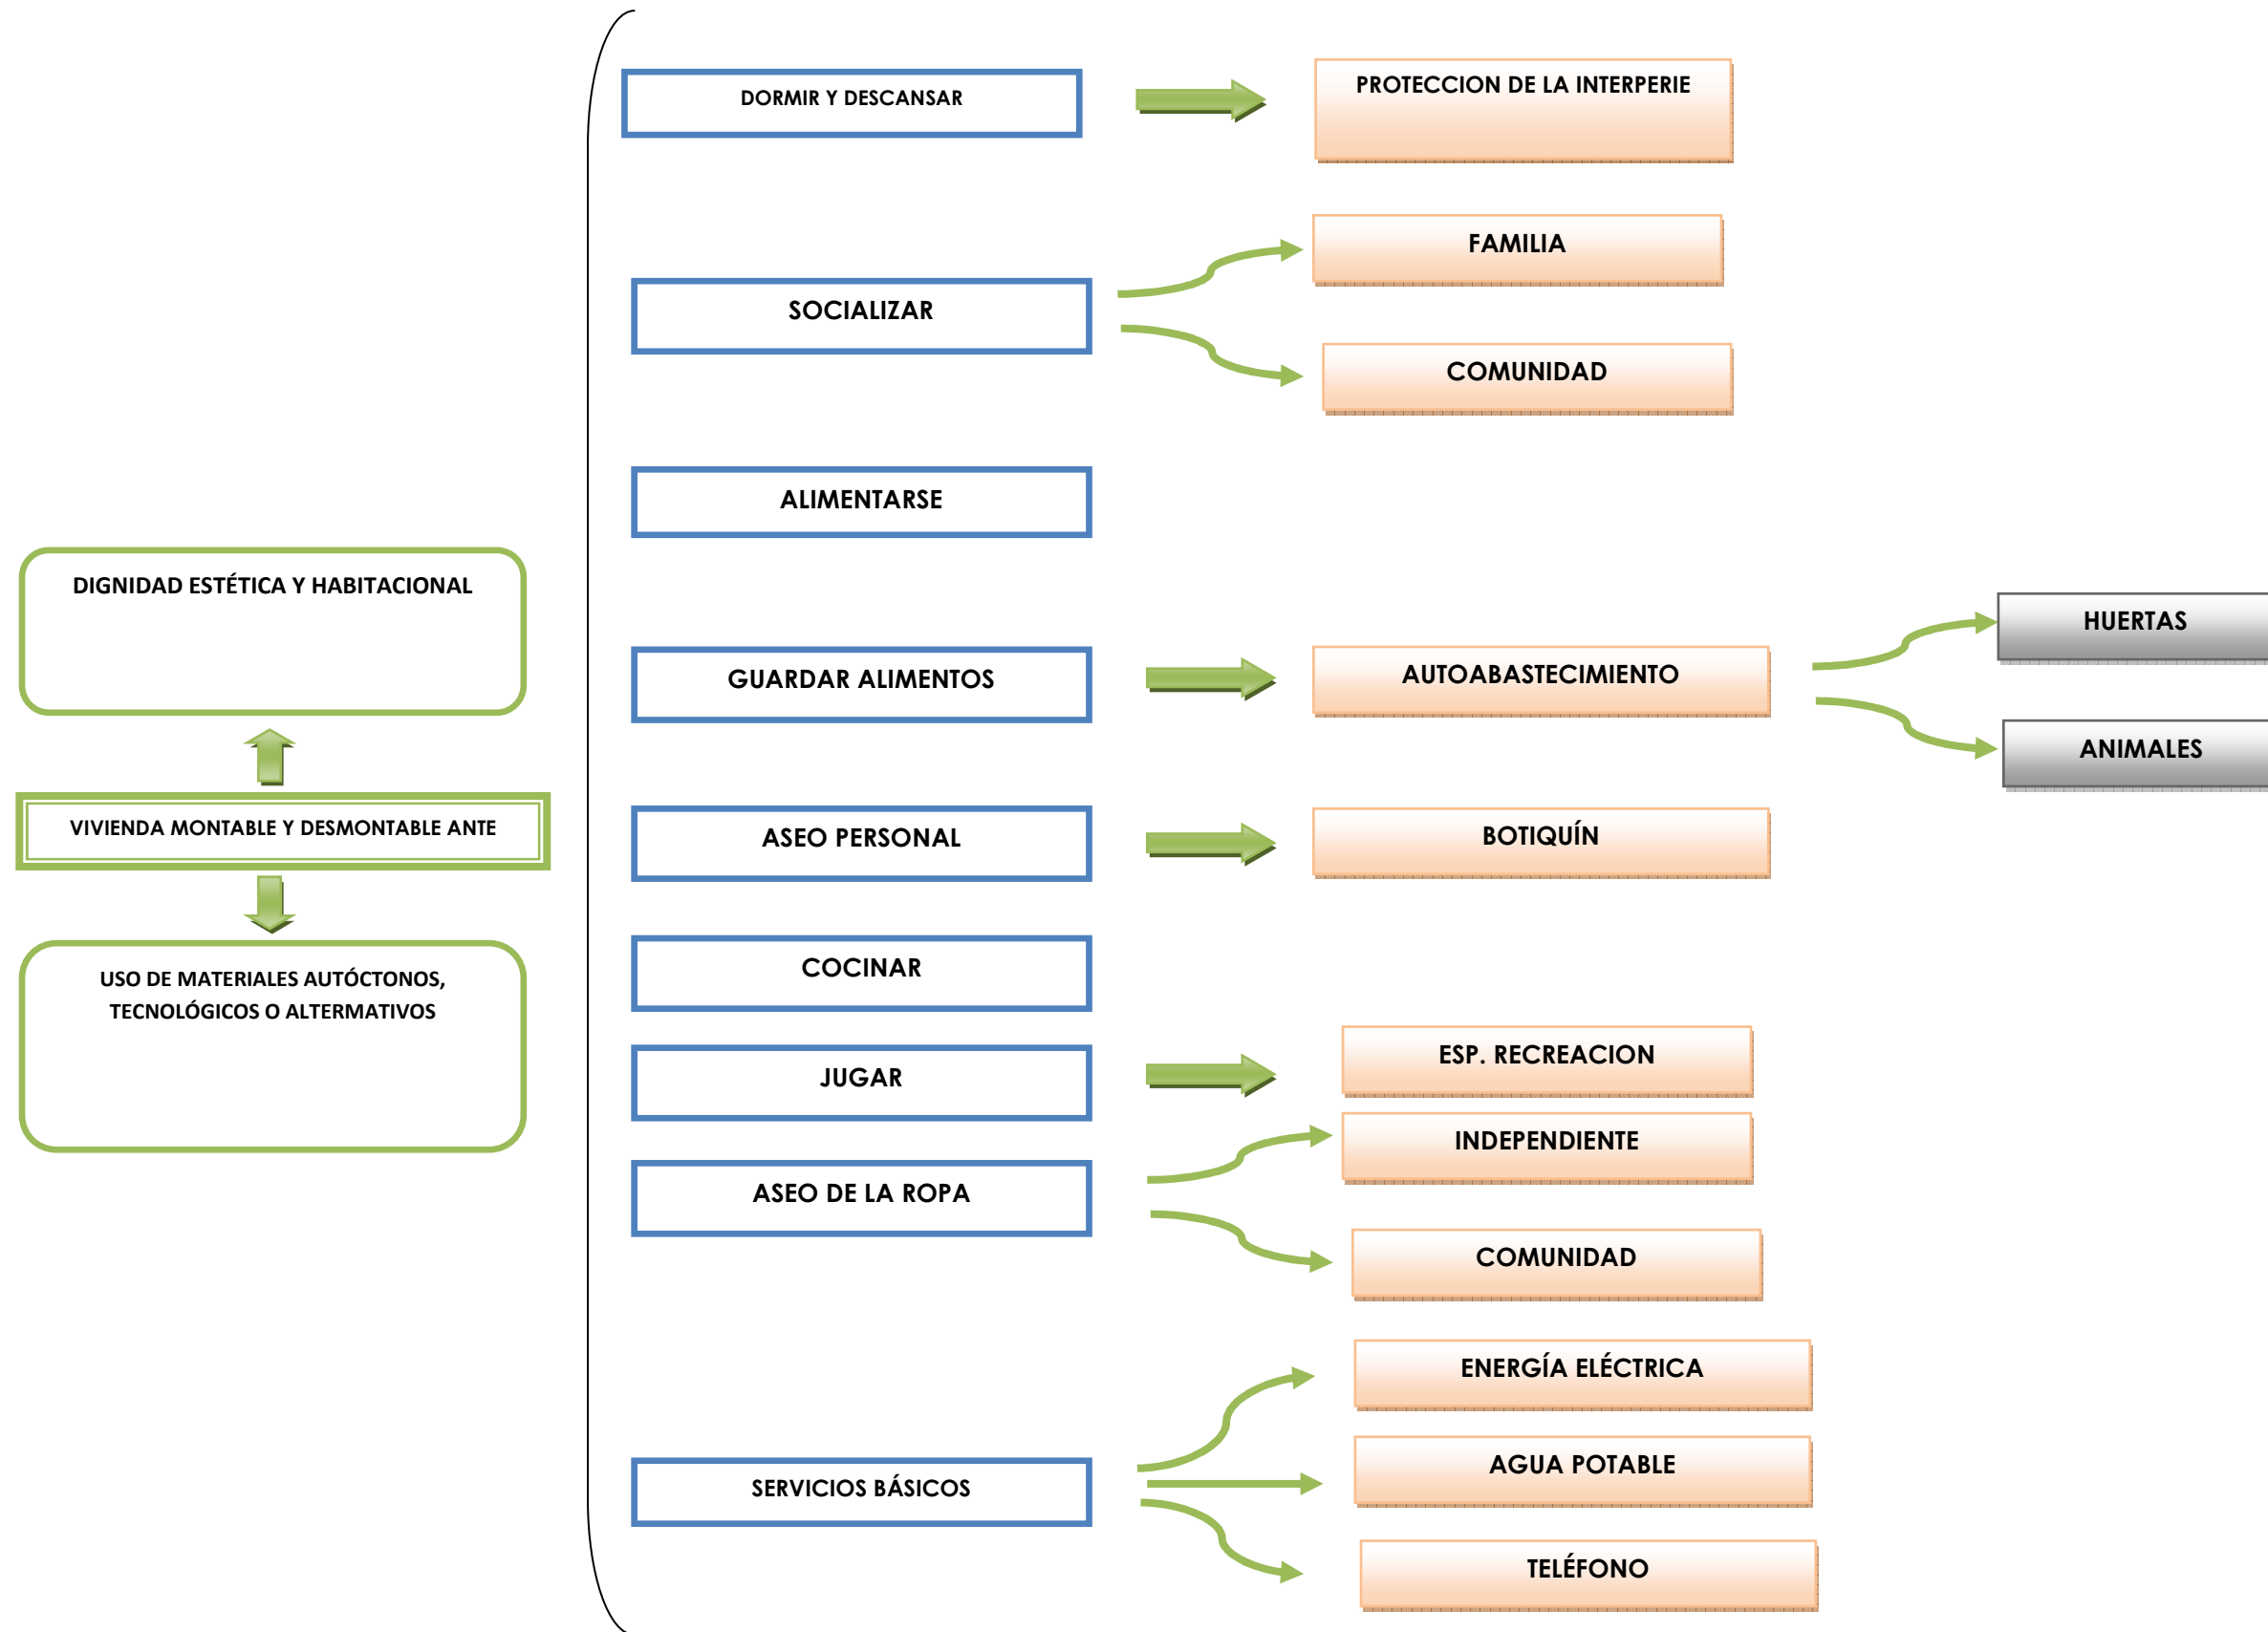 DORMIR Y DESCANSAR
PROTECCION DE LA INTERPERIE
FAMILIA
SOCIALIZAR
COMUNIDAD
ALIMENTARSE
DIGNIDAD ESTÉTICA Y HABITACIONAL
HUERTAS
GUARDAR ALIMENTOS
AUTOABASTECIMIENTO
ANIMALES
VIVIENDA MONTABLE Y DESMONTABLE ANTE
ASEO PERSONAL
BOTIQUÍN
USO DE MATERIALES AUTÓCTONOS,
TECNOLÓGICOS O ALTERMATIVOS
COCINAR
JUGAR
ESP. RECREACION
INDEPENDIENTE
ASEO DE LA ROPA
COMUNIDAD
ENERGÍA ELÉCTRICA
SERVICIOS BÁSICOS
AGUA POTABLE
TELÉFONO